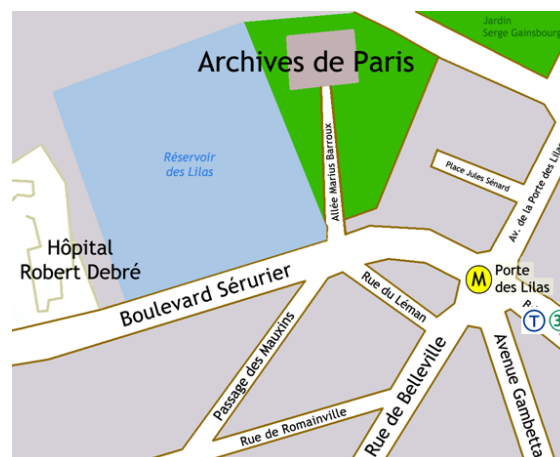 Jardin
Serge Gainsbourg
Archives de Paris
Réservoir
des Lilas
Allée Marius Barroux
Place Jules Sénard
Av. de la Porte des Lilas
Hôpital
Robert Debré
Boulevard Sérurier
M
Porte
des Lilas
Rue du Léman
T
3
Passage des Mauxins
Rue de Belleville
Avenue Gambetta
Rue de Romainville